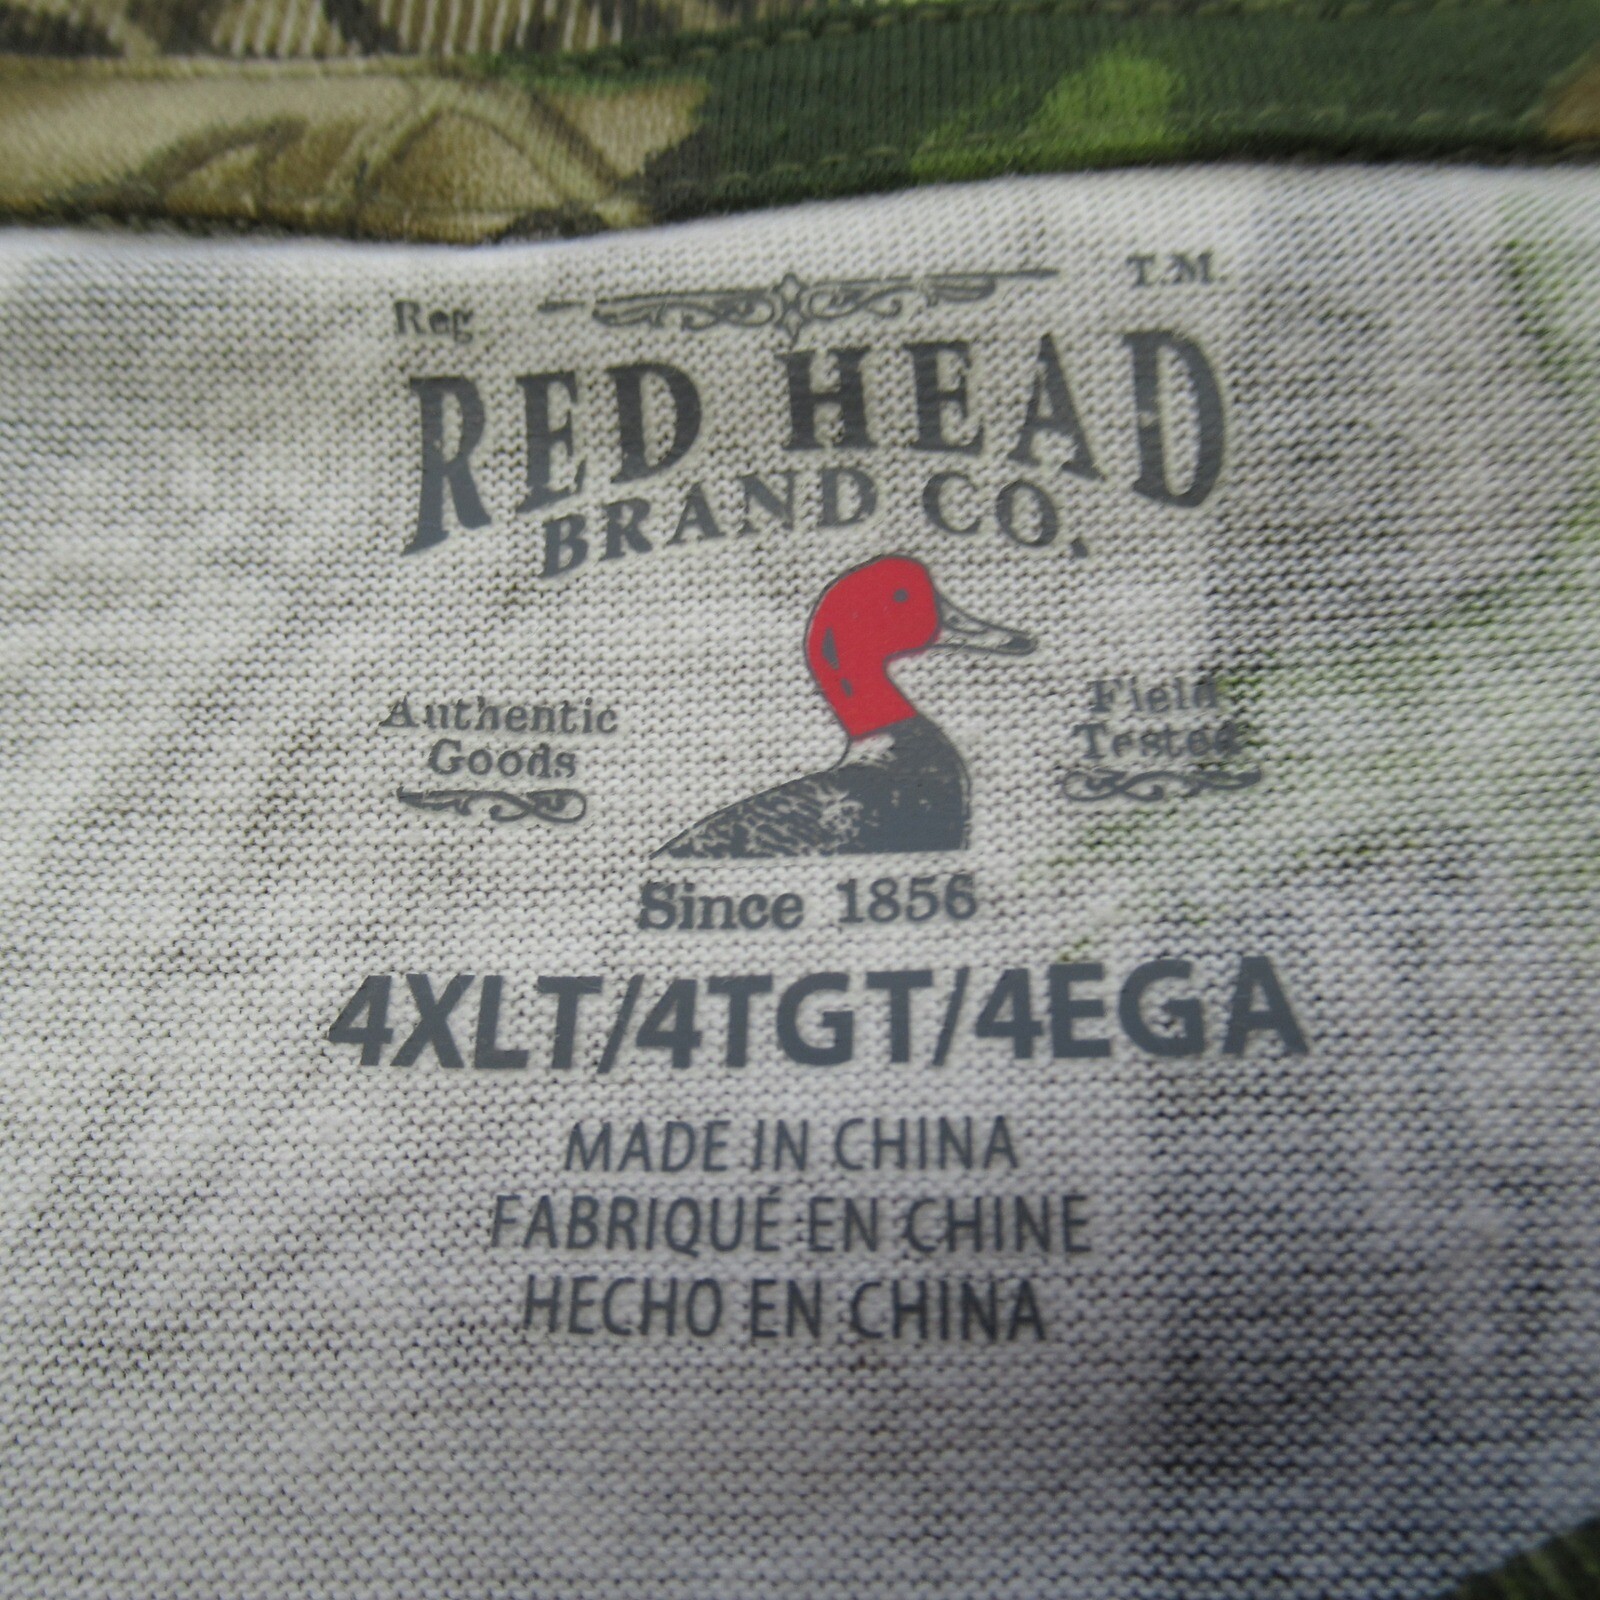 Reg. T.M.
RED HEAD
BRAND CO.
Authentic
Goods
Field
Tested
Since 1856
4XLT/4TGT/4EGA
MADE IN CHINA
FABRIQUÉ EN CHINE
HECHO EN CHINA